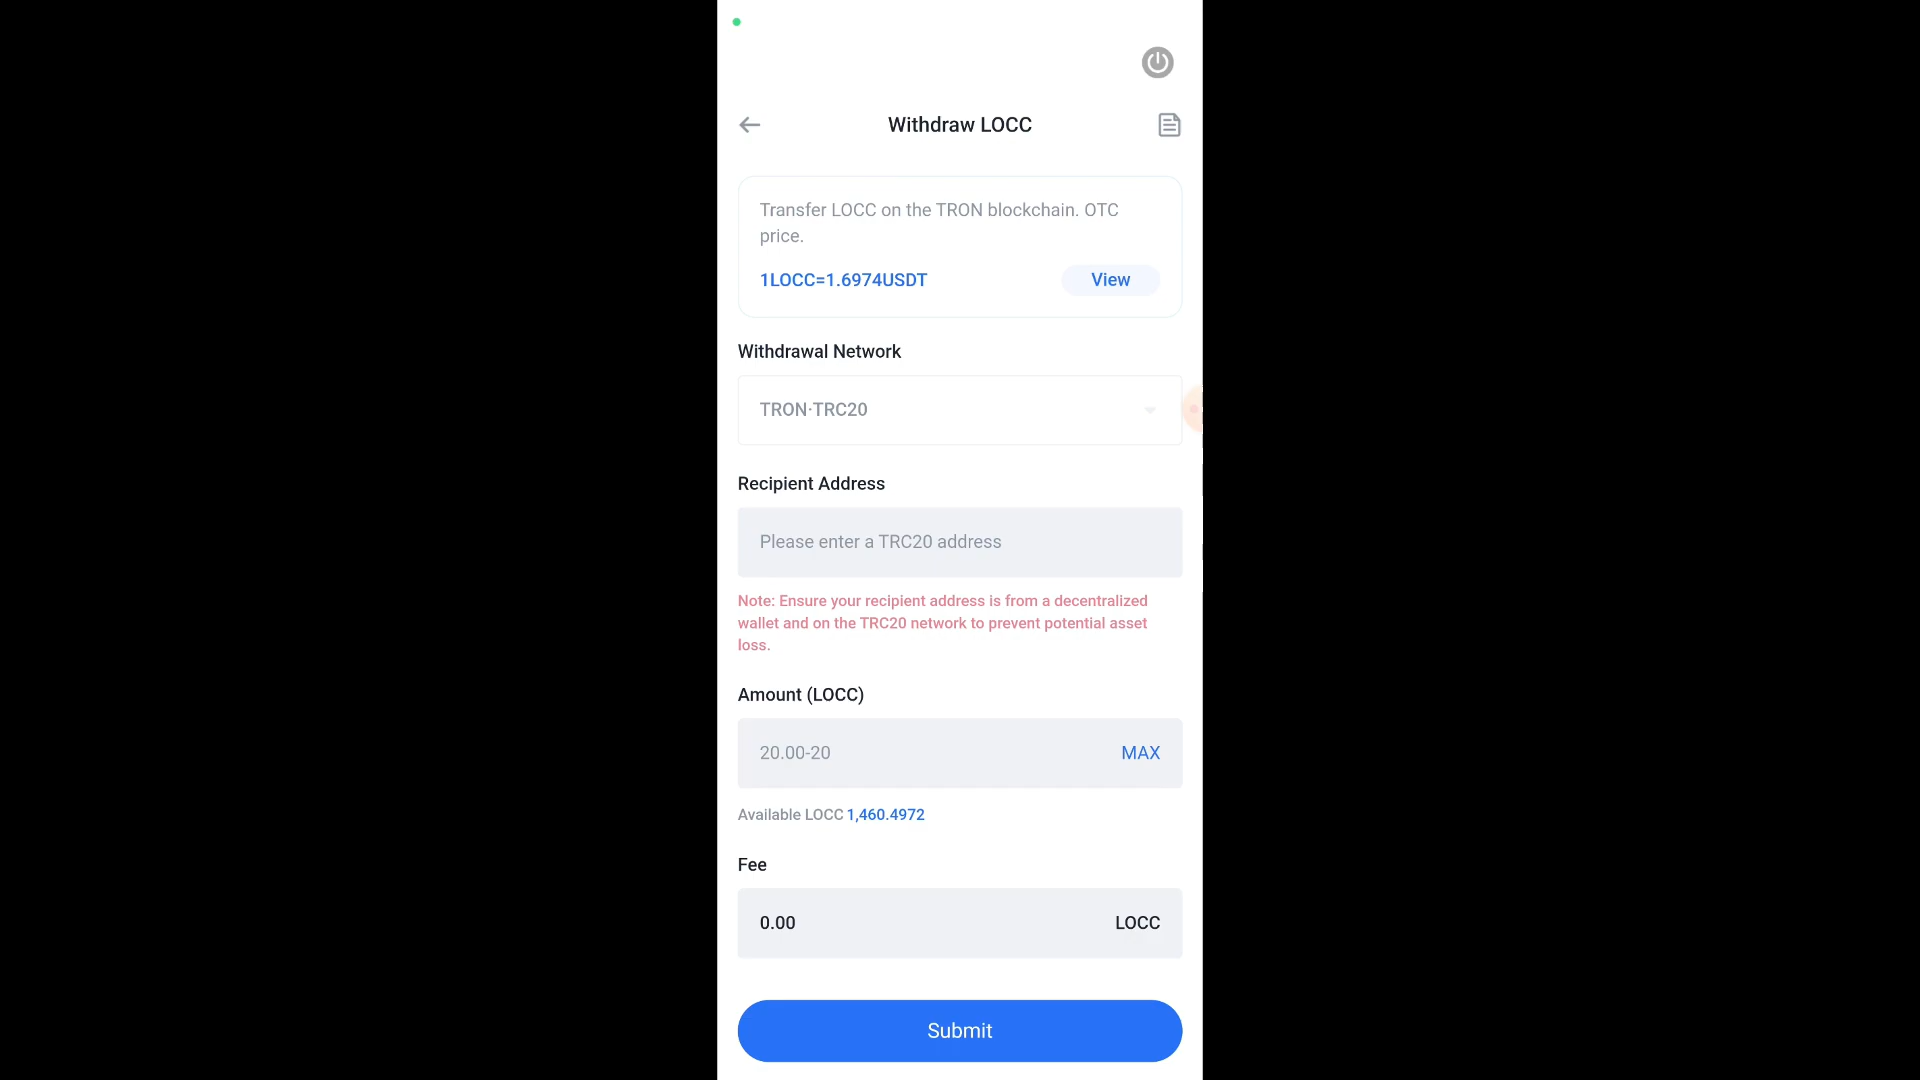 Withdraw LOCC
Transfer LOCC on the TRON blockchain. OTC
price.
1LOCC=1.6974USDT
View
Withdrawal Network
TRON·TRC20
Recipient Address
Please enter a TRC20 address
Note: Ensure your recipient address is from a decentralized
wallet and on the TRC20 network to prevent potential asset
loss.
Amount (LOCC)
20.00-20
MAX
Available LOCC 1,460.4972
Fee
0.00
LOCC
Submit